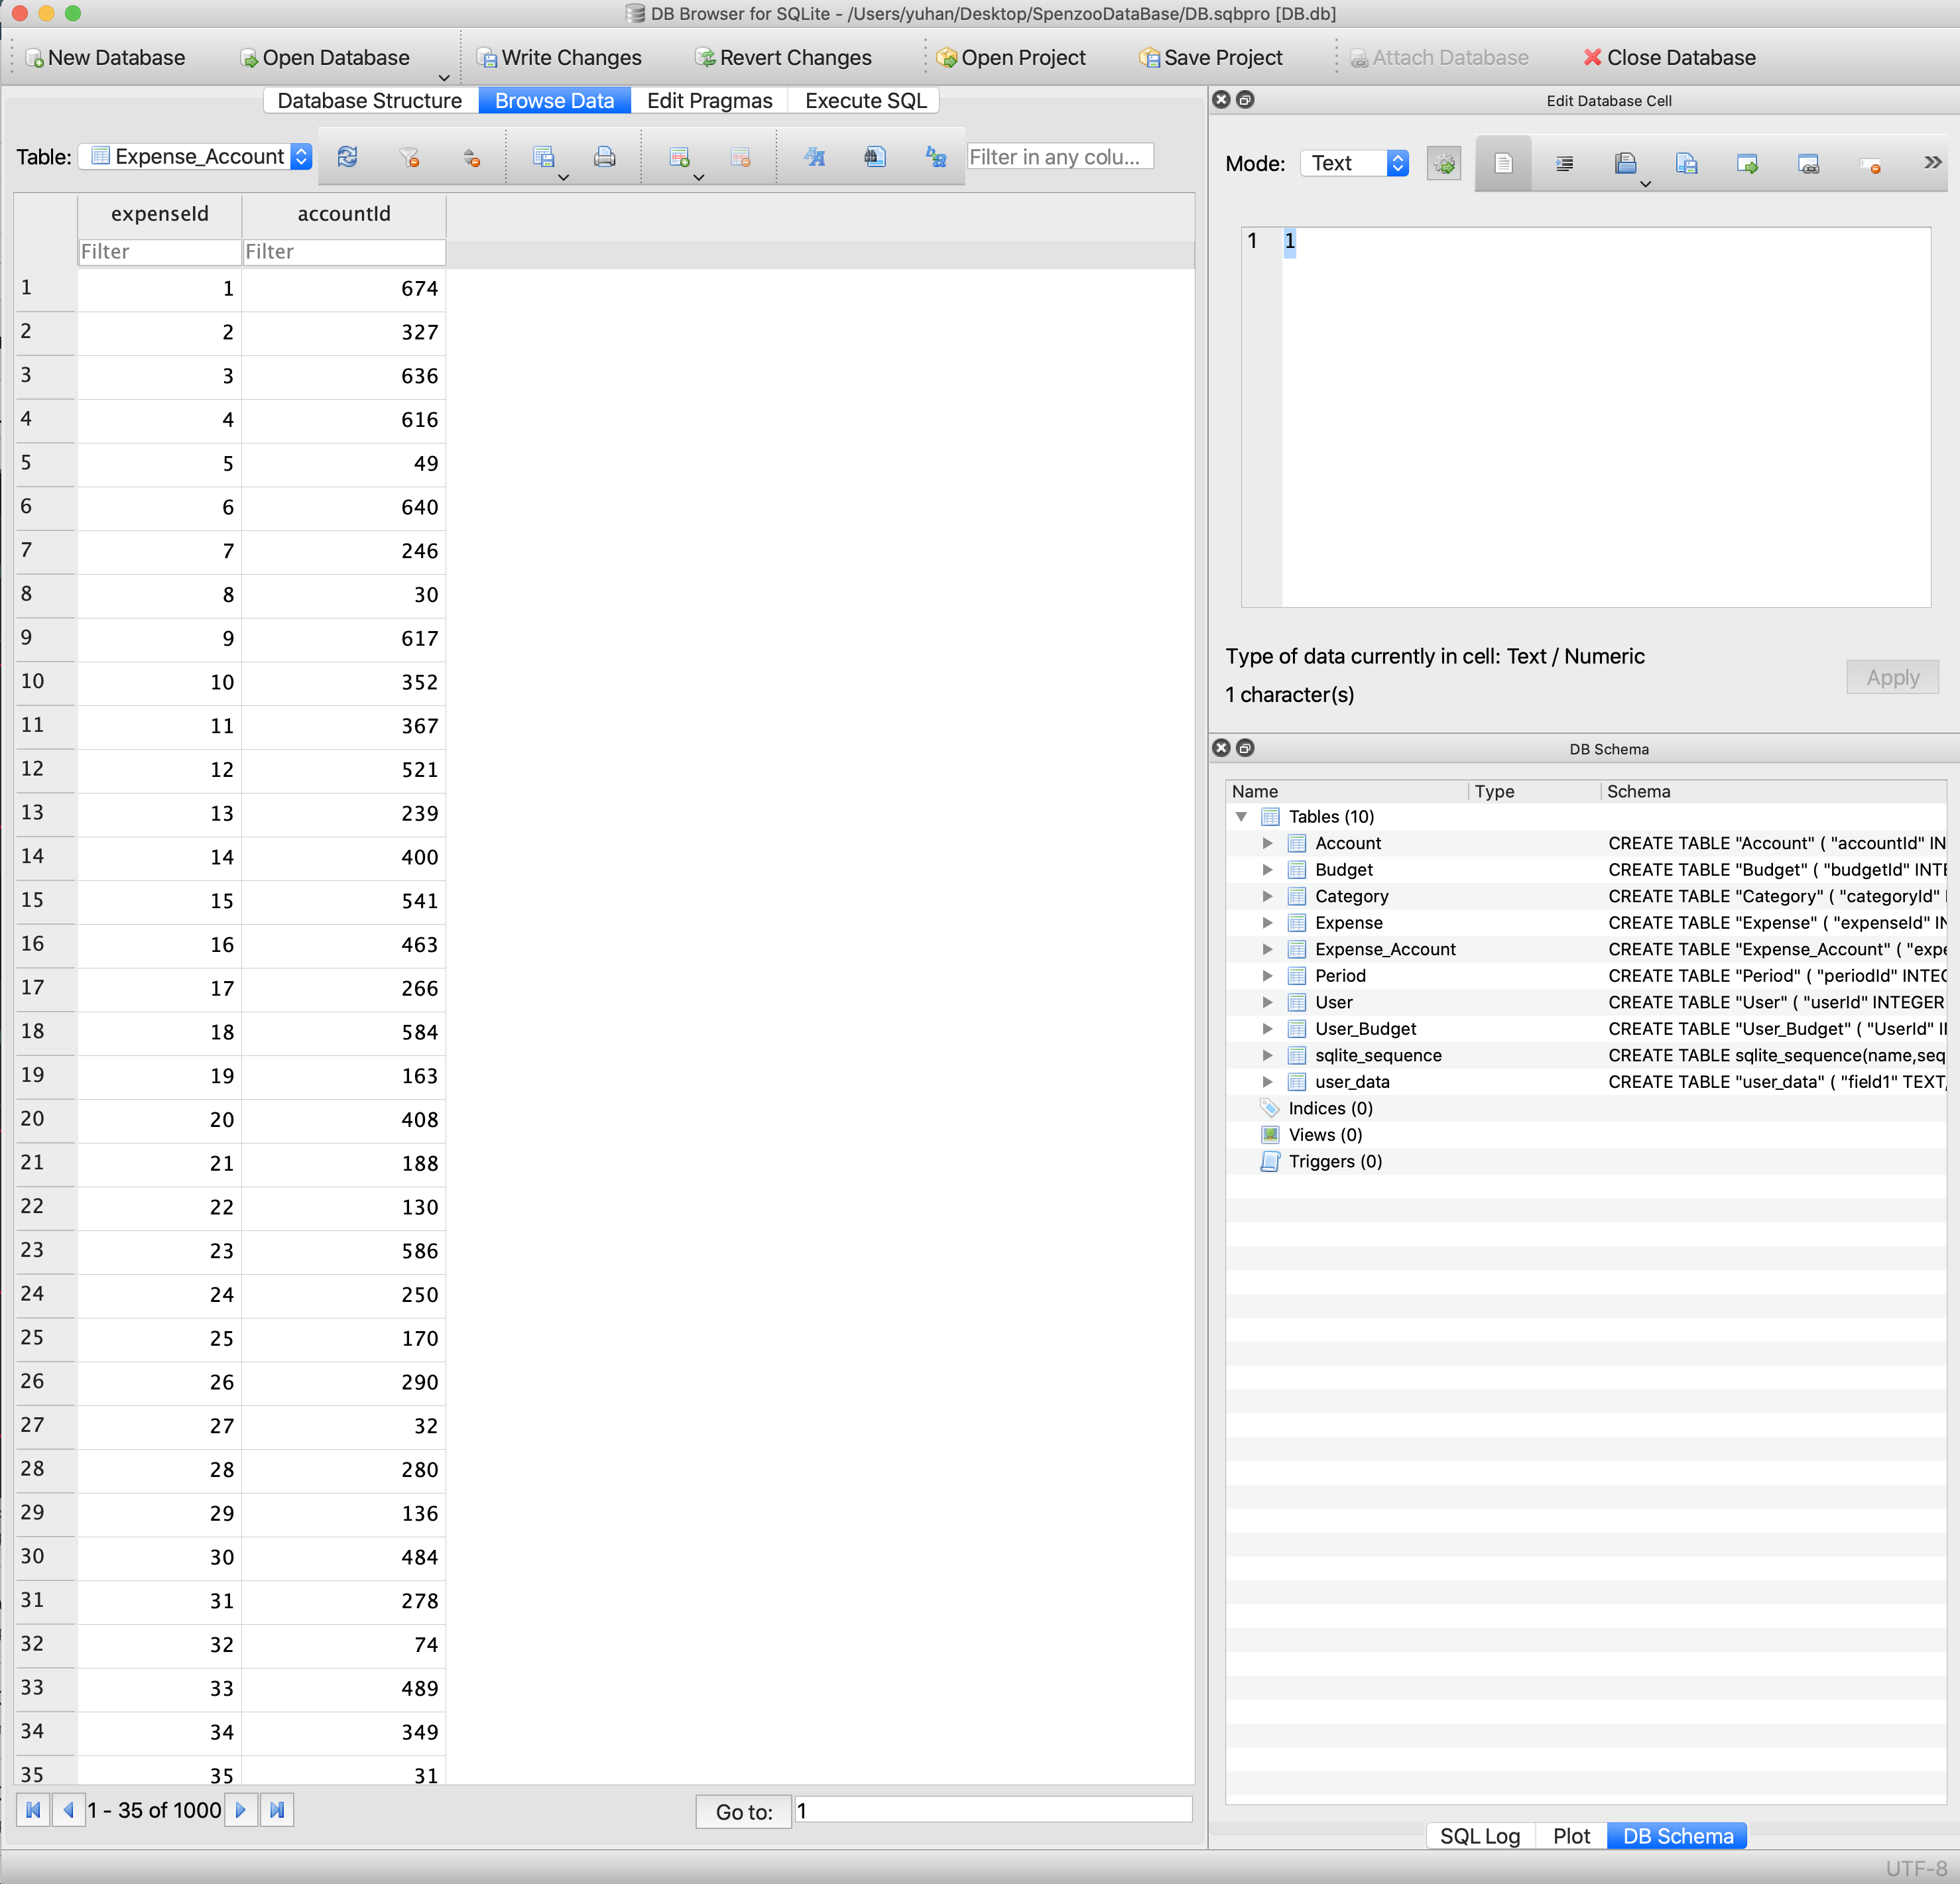 DB Browser for SQLite - /Users/yuhan/Desktop/SpenzooDataBase/DB.sqbpro [DB.db]
New Database Open Database Write Changes Revert Changes Open Project Save Project Attach Database Close Database
Database Structure Browse Data Edit Pragmas Execute SQL
Table: Expense_Account Filter in any colu...
expenseId accountId
Filter Filter
1 1 674
2 2 327
3 3 636
4 4 616
5 5 49
6 6 640
7 7 246
8 8 30
9 9 617
10 10 352
11 11 367
12 12 521
13 13 239
14 14 400
15 15 541
16 16 463
17 17 266
18 18 584
19 19 163
20 20 408
21 21 188
22 22 130
23 23 586
24 24 250
25 25 170
26 26 290
27 27 32
28 28 280
29 29 136
30 30 484
31 31 278
32 32 74
33 33 489
34 34 349
35 35 31
1 - 35 of 1000 Go to: 1
Edit Database Cell
Mode: Text
1 1
Type of data currently in cell: Text / Numeric
1 character(s)
Apply
DB Schema
Name Type Schema
Tables (10)
Account CREATE TABLE "Account" ( "accountId" IN
Budget CREATE TABLE "Budget" ( "budgetId" INTE
Category CREATE TABLE "Category" ( "categoryId"
Expense CREATE TABLE "Expense" ( "expenseId" IN
Expense_Account CREATE TABLE "Expense_Account" ( "expe
Period CREATE TABLE "Period" ( "periodId" INTEG
User CREATE TABLE "User" ( "userId" INTEGER
User_Budget CREATE TABLE "User_Budget" ( "UserId" II
sqlite_sequence CREATE TABLE sqlite_sequence(name,seq
user_data CREATE TABLE "user_data" ( "field1" TEXT,
Indices (0)
Views (0)
Triggers (0)
SQL Log Plot DB Schema
UTF-8